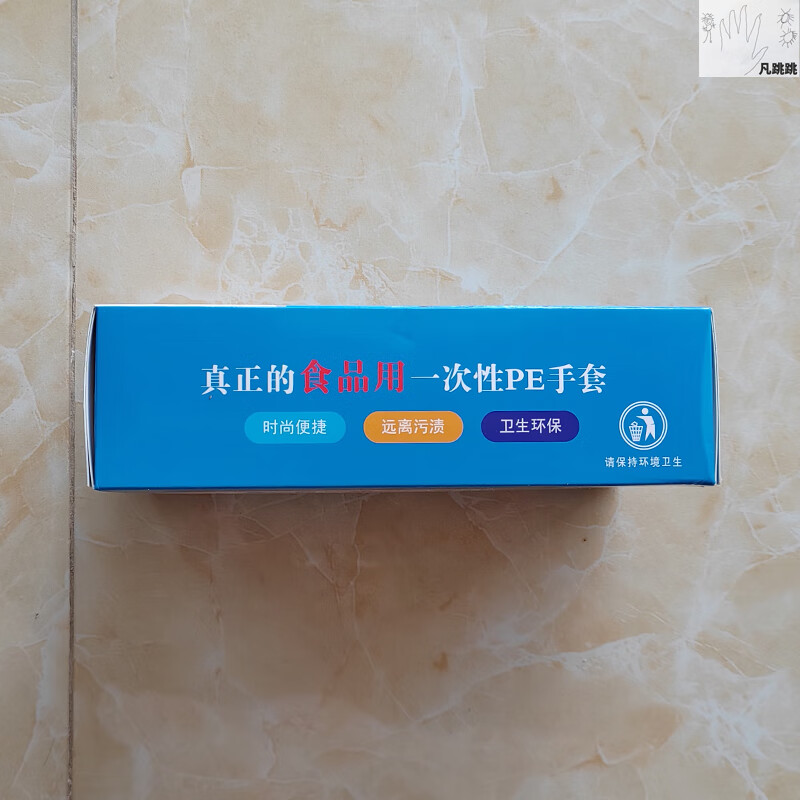 凡跳跳
真正的食品用一次性PE手套
时尚便捷
远离污渍
卫生环保
请保持环境卫生